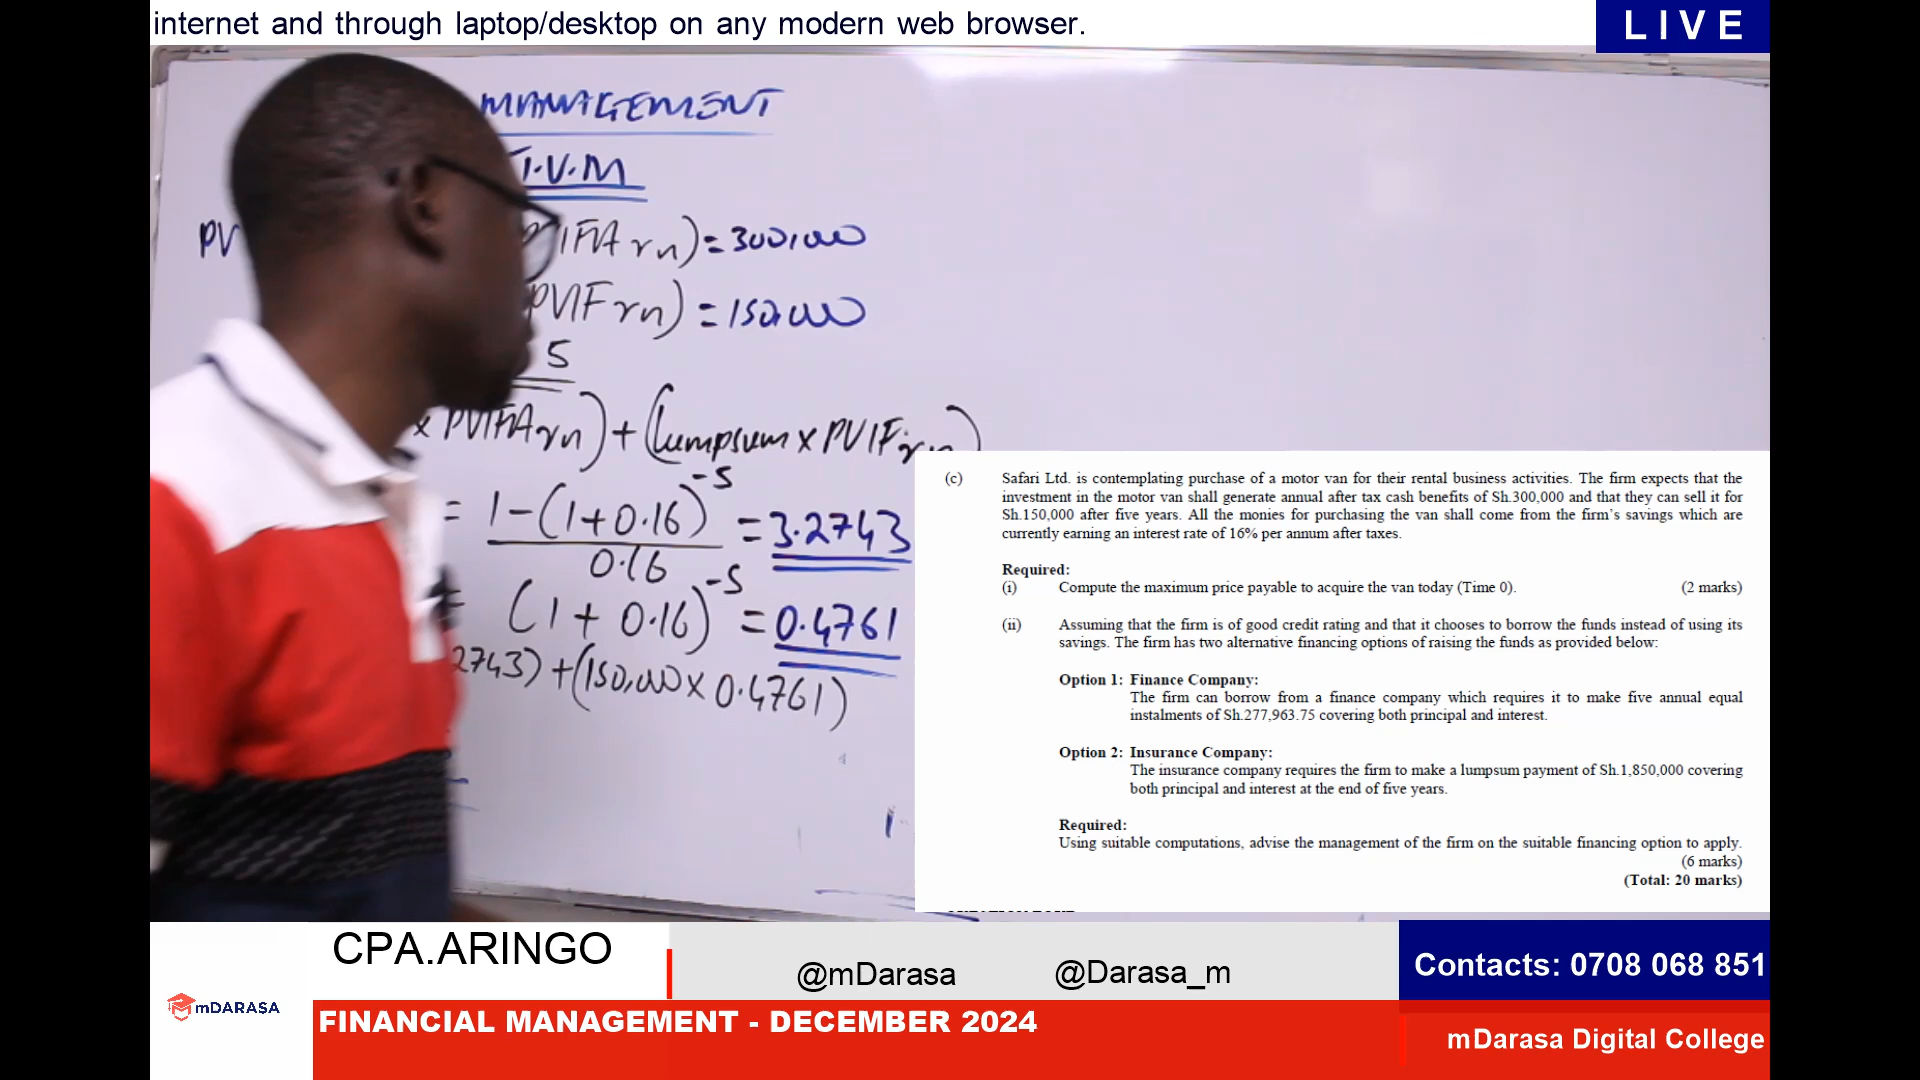 internet and through laptop/desktop on any modern web browser.
LIVE
MANAGEMENT
T.V.M
PV IFA r n) = 300,000
PVIF r n) = 150,000
5
x PVIFA r n) + (Lumpsum x PVIF r n)
= 1-(1+0.16)^-5 / 0.16 = 3.2743
= (1 + 0.16)^-5 = 0.4761
2743) + (150,000 x 0.4761)
(c) Safari Ltd. is contemplating purchase of a motor van for their rental business activities. The firm expects that the
investment in the motor van shall generate annual after tax cash benefits of Sh.300,000 and that they can sell it for
Sh.150,000 after five years. All the monies for purchasing the van shall come from the firm's savings which are
currently earning an interest rate of 16% per annum after taxes.
Required:
(i) Compute the maximum price payable to acquire the van today (Time 0). (2 marks)
(ii) Assuming that the firm is of good credit rating and that it chooses to borrow the funds instead of using its
savings. The firm has two alternative financing options of raising the funds as provided below:
Option 1: Finance Company:
The firm can borrow from a finance company which requires it to make five annual equal
instalments of Sh.277,963.75 covering both principal and interest.
Option 2: Insurance Company:
The insurance company requires the firm to make a lumpsum payment of Sh.1,850,000 covering
both principal and interest at the end of five years.
Required:
Using suitable computations, advise the management of the firm on the suitable financing option to apply.
(6 marks)
(Total: 20 marks)
CPA.ARINGO
@mDarasa
@Darasa_m
Contacts: 0708 068 851
mDARASA
FINANCIAL MANAGEMENT - DECEMBER 2024
mDarasa Digital College